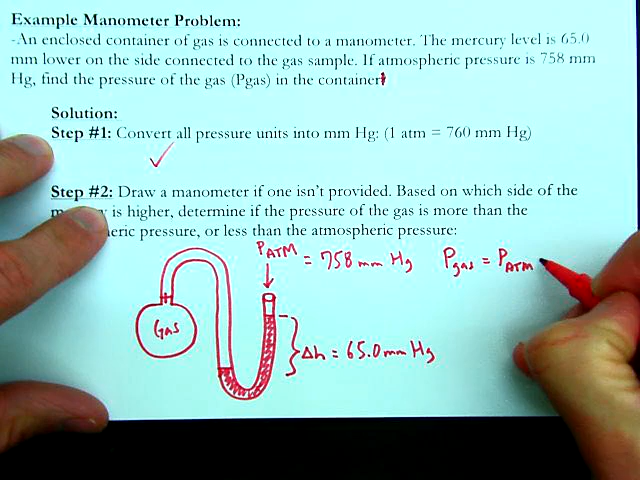 Example Manometer Problem:
-An enclosed container of gas is connected to a manometer. The mercury level is 65.0
mm lower on the side connected to the gas sample. If atmospheric pressure is 758 mm
Hg, find the pressure of the gas (Pgas) in the container
Solution:
Step #1: Convert all pressure units into mm Hg: (1 atm = 760 mm Hg)
Step #2: Draw a manometer if one isn't provided. Based on which side of the
is higher, determine if the pressure of the gas is more than the
pressure, or less than the atmospheric pressure:
PATM = 758 mm Hg Pgas = PATM
Gas
Δh = 65.0 mm Hg